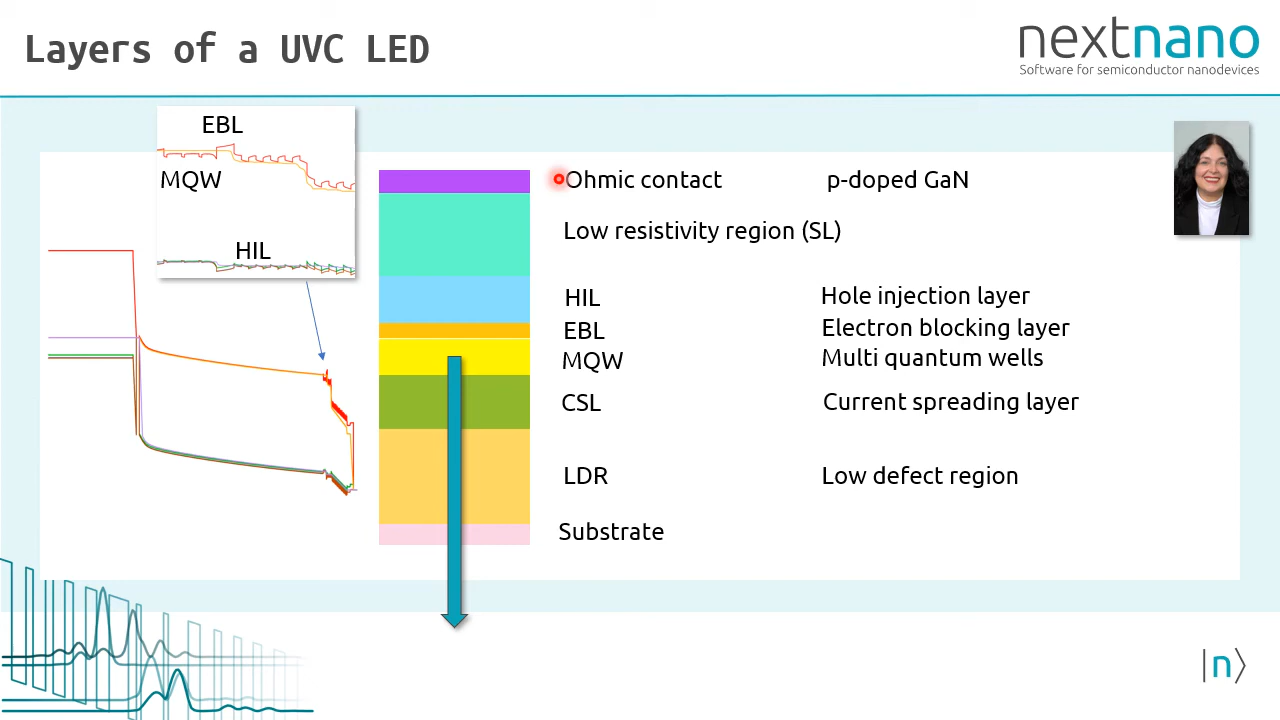 Layers of a UVC LED
nextnano
Software for semiconductor nanodevices
EBL
MQW
HIL
Ohmic contact p-doped GaN
Low resistivity region (SL)
HIL Hole injection layer
EBL Electron blocking layer
MQW Multi quantum wells
CSL Current spreading layer
LDR Low defect region
Substrate
|n⟩